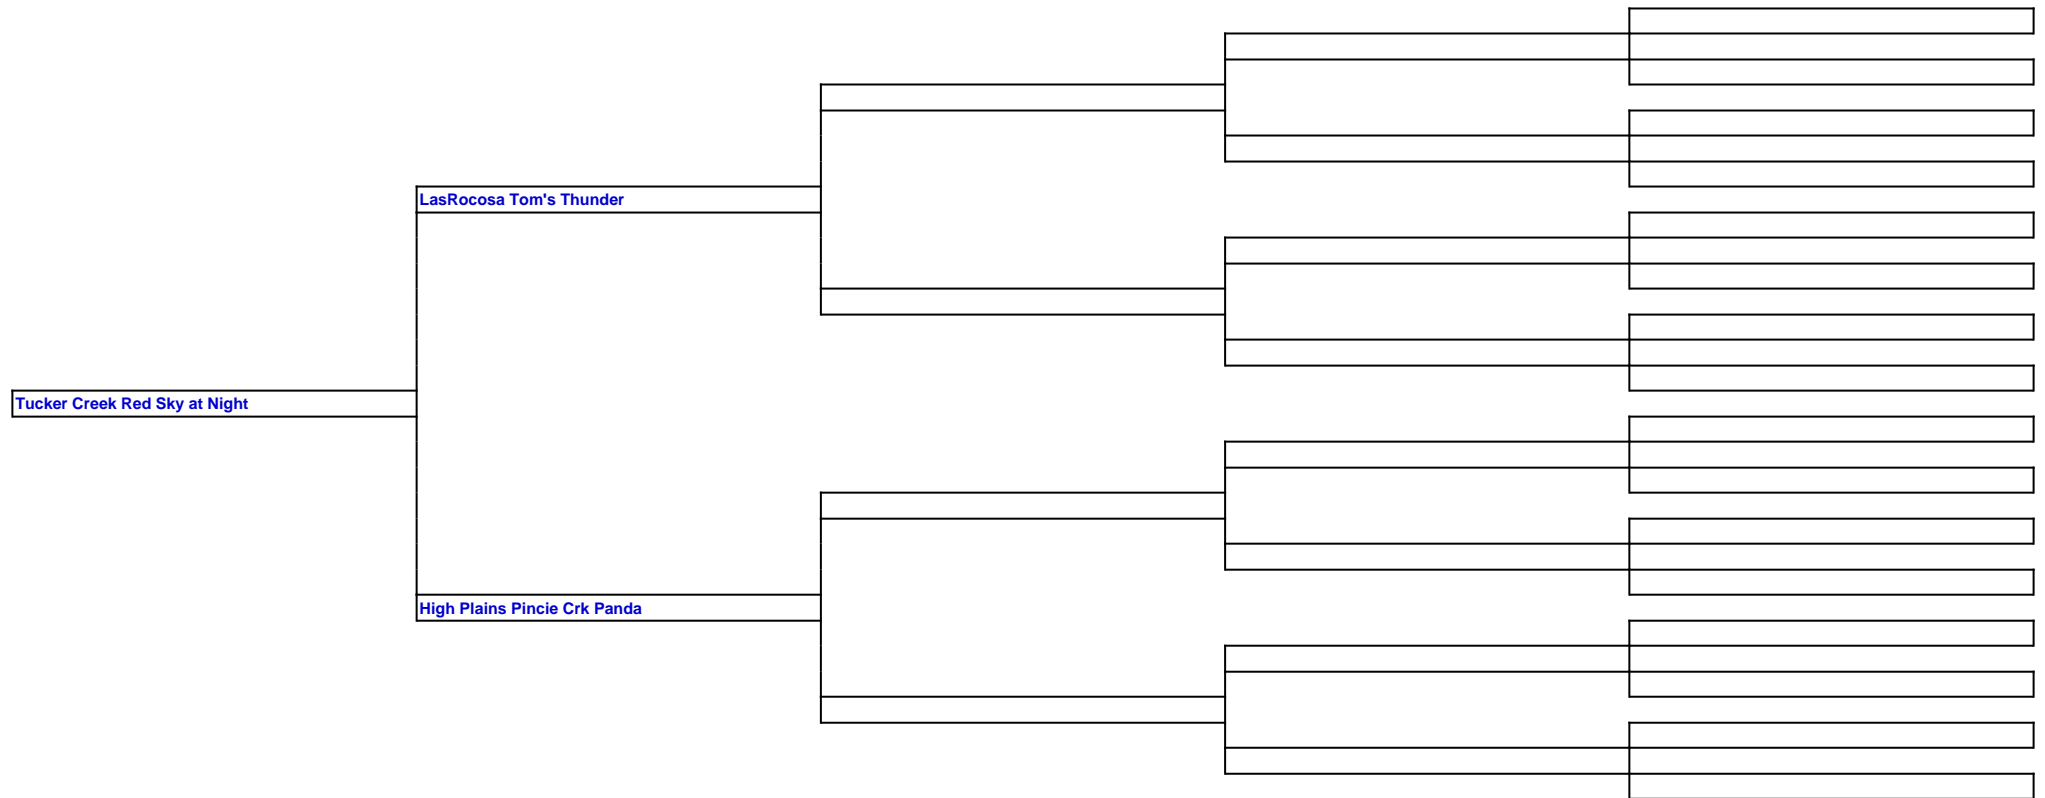 LasRocosa Tom's Thunder
Tucker Creek Red Sky at Night
High Plains Pincie Crk Panda